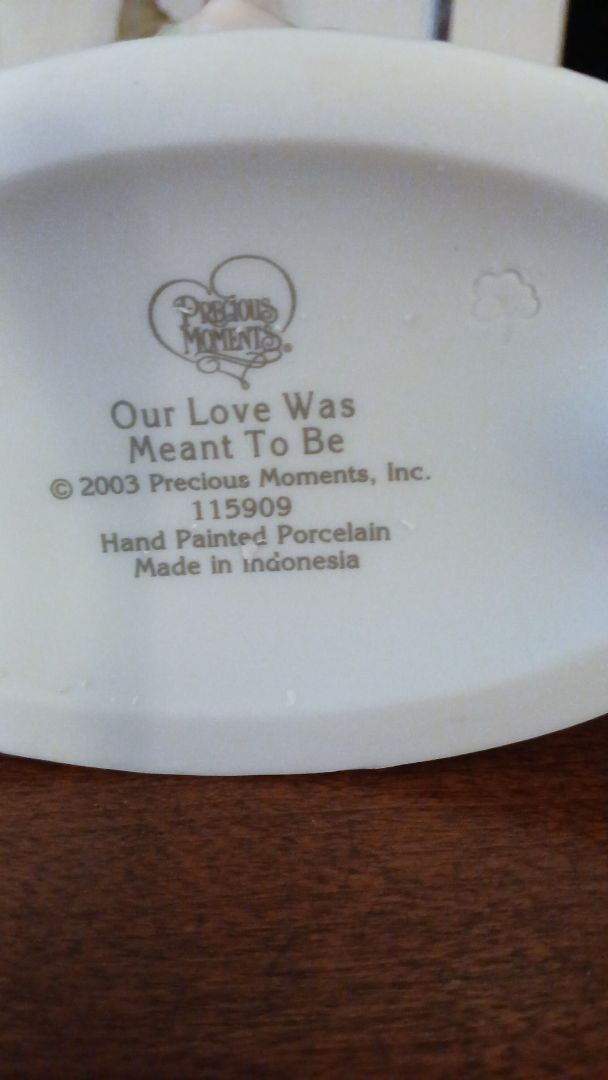 PRECIOUS
MOMENTS®
Our Love Was
Meant To Be
© 2003 Precious Moments, Inc.
115909
Hand Painted Porcelain
Made in Indonesia